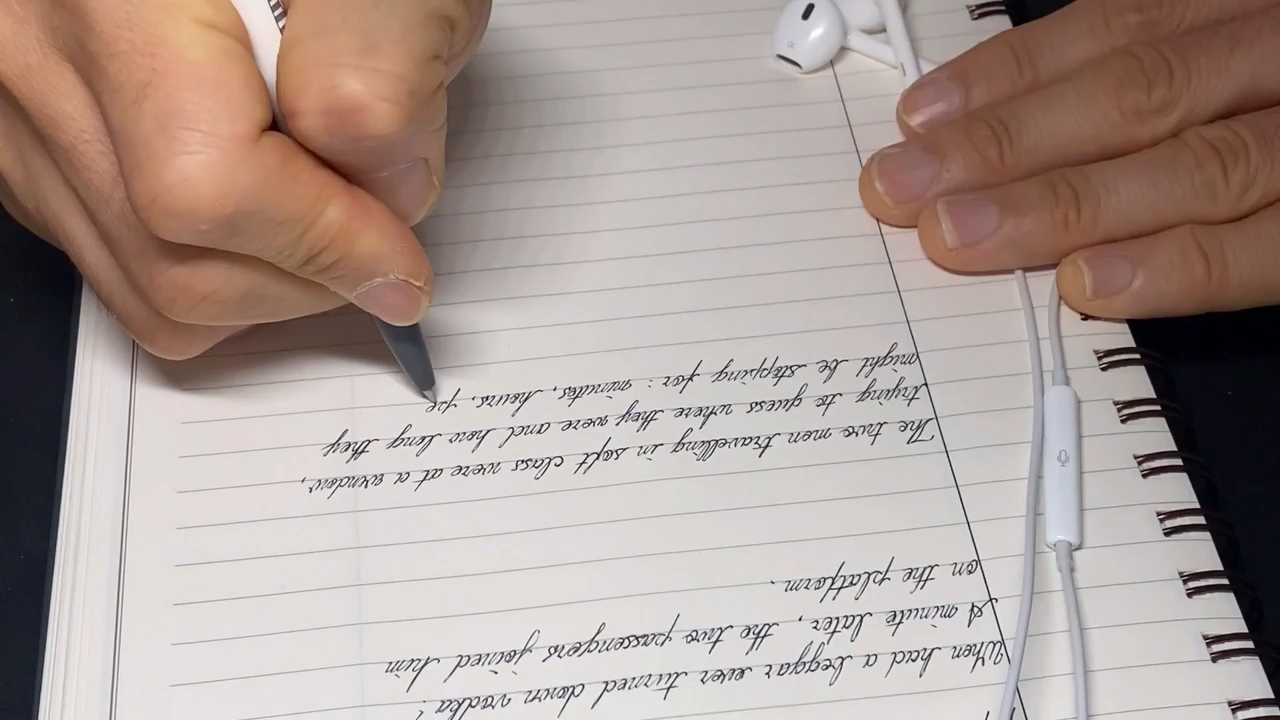 When had a beggar ever turned down vodka?
A minute later, the two passengers joined him
on the platform.
The two men travelling in soft class were at a window,
trying to guess where they were and how long they
might be stopping for: minutes, hours, pe